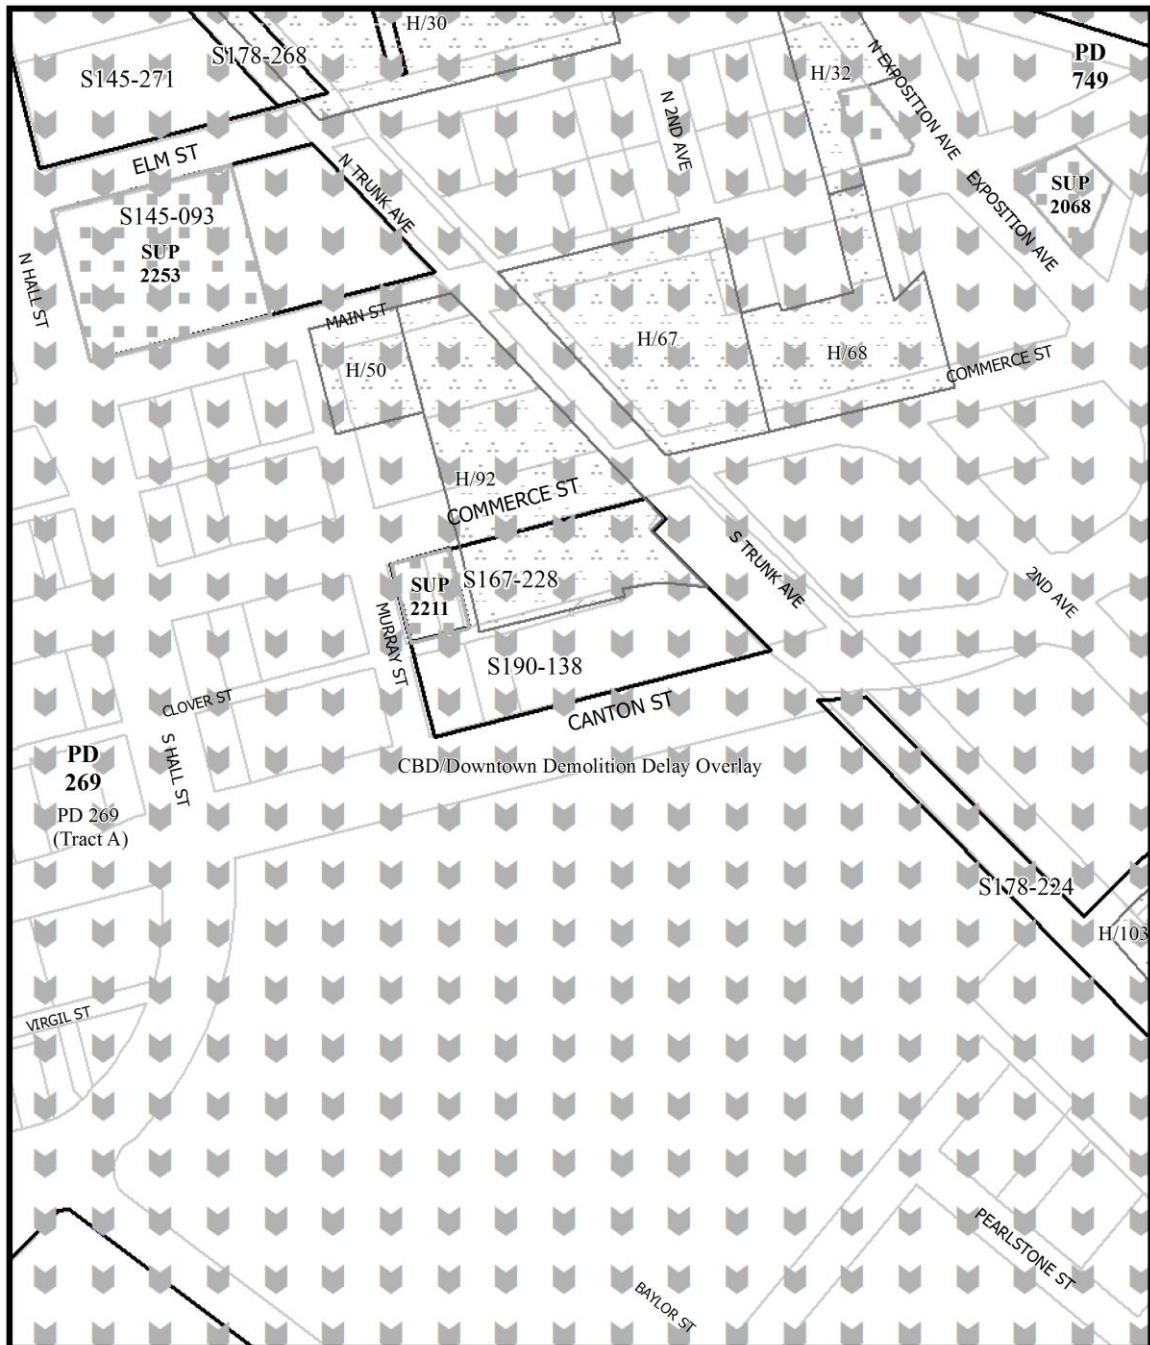 H/30
S178-268
PD
749
S145-271
H/32
N EXPOSITION AVE
N 2ND AVE
ELM ST
N TRUNK AVE
EXPOSITION AVE
SUP
2068
S145-093
SUP
2253
N HALL ST
MAIN ST
H/67
H/68
H/50
COMMERCE ST
H/92
COMMERCE ST
S TRUNK AVE
SUP
2211
S167-228
2ND AVE
MURRAY ST
S190-138
CLOVER ST
CANTON ST
S HALL ST
PD
269
CBD/Downtown Demolition Delay Overlay
PD 269
(Tract A)
S178-224
H/103
VIRGIL ST
PEARLSTONE ST
BAYLOR ST